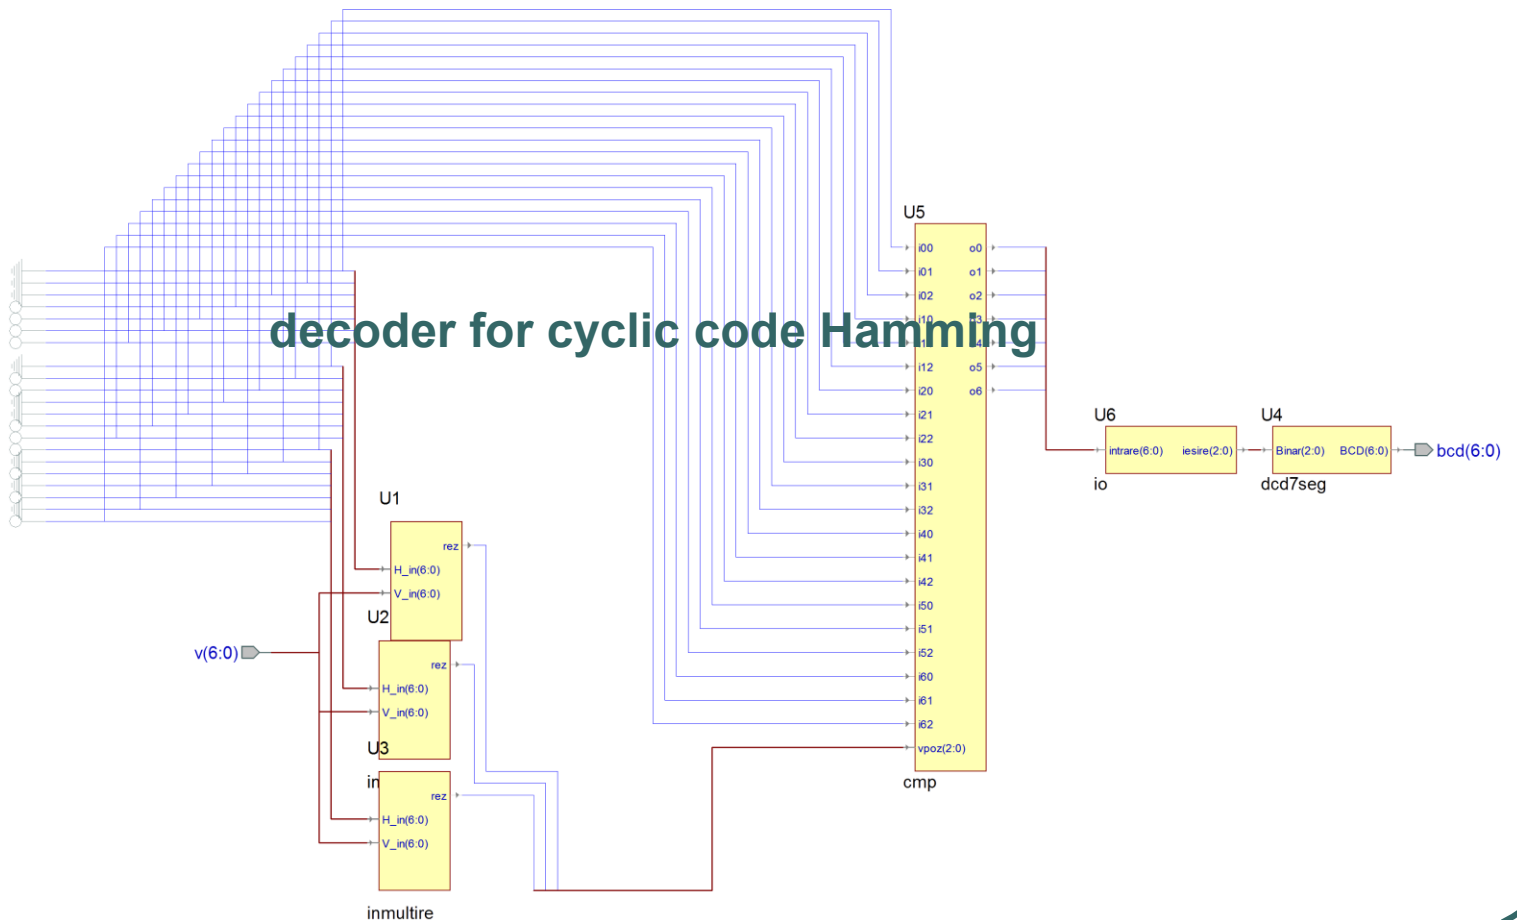 decoder for cyclic code Hamming
U5
i00
o0
i01
o1
i02
o2
i10
o3
i12
o5
i20
o6
i21
i22
i30
i31
i32
i40
i41
i42
i50
i51
i52
i60
i61
i62
vpoz(2:0)
cmp
U6
intrare(6:0)
iesire(2:0)
io
U4
Binar(2:0)
BCD(6:0)
dcd7seg
bcd(6:0)
U1
rez
H_in(6:0)
V_in(6:0)
U2
rez
H_in(6:0)
V_in(6:0)
v(6:0)
U3
in
rez
H_in(6:0)
V_in(6:0)
inmultire